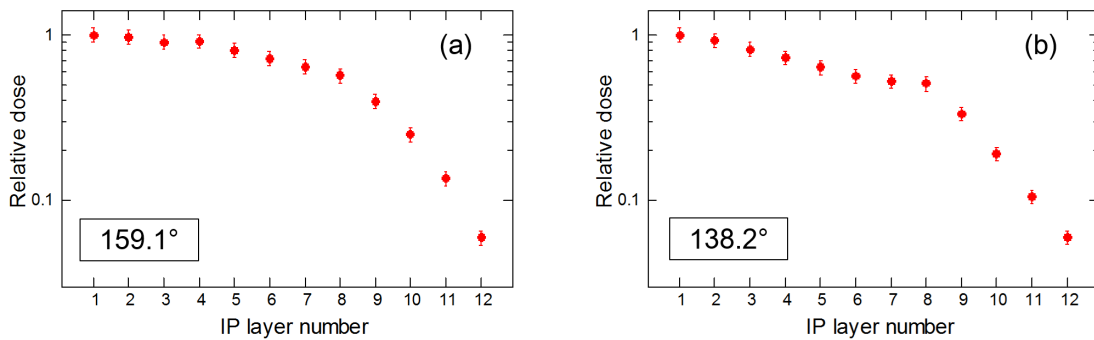 (a)
Relative dose
1
0.1
159.1°
1 2 3 4 5 6 7 8 9 10 11 12
IP layer number
(b)
Relative dose
1
0.1
138.2°
1 2 3 4 5 6 7 8 9 10 11 12
IP layer number